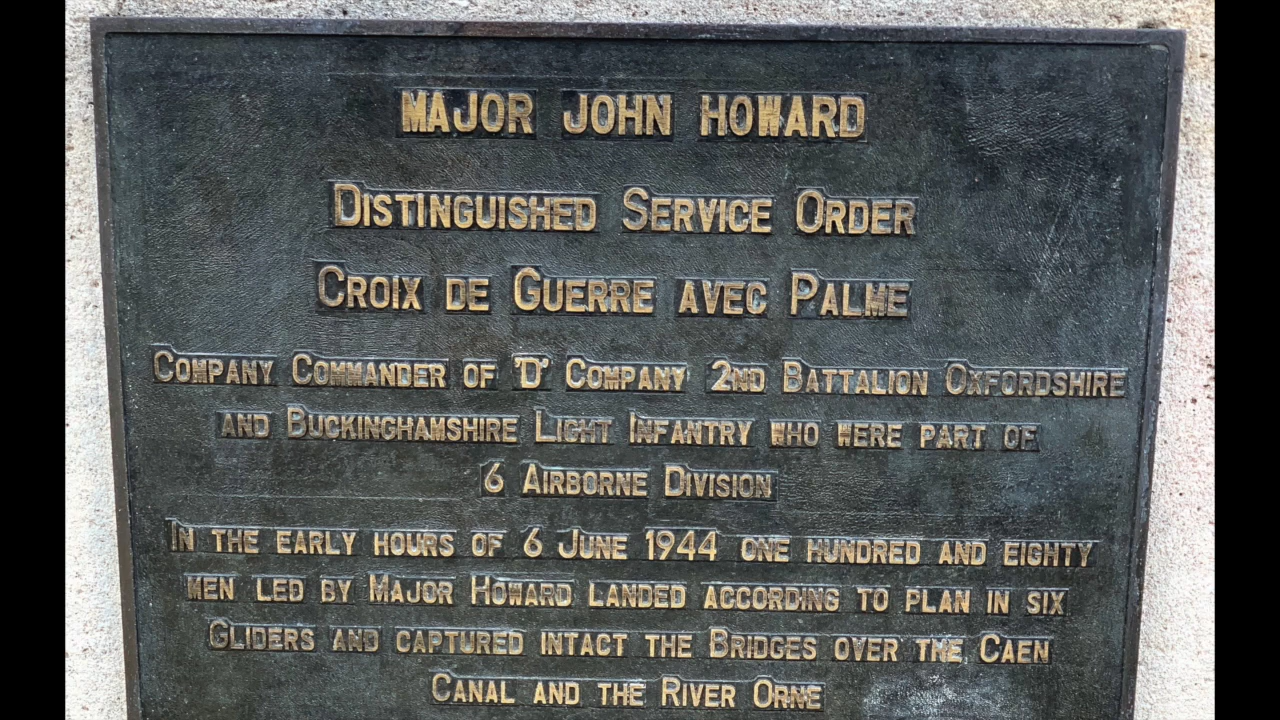 MAJOR JOHN HOWARD
DISTINGUISHED SERVICE ORDER
CROIX DE GUERRE AVEC PALME
COMPANY COMMANDER OF 'D' COMPANY 2ND BATTALION OXFORDSHIRE
AND BUCKINGHAMSHIRE LIGHT INFANTRY WHO WERE PART OF
6 AIRBORNE DIVISION
IN THE EARLY HOURS OF 6 JUNE 1944 ONE HUNDRED AND EIGHTY
MEN LED BY MAJOR HOWARD LANDED ACCORDING TO PLAN IN SIX
GLIDERS AND CAPTURED INTACT THE BRIDGES OVER THE CAEN
CANAL AND THE RIVER ORNE